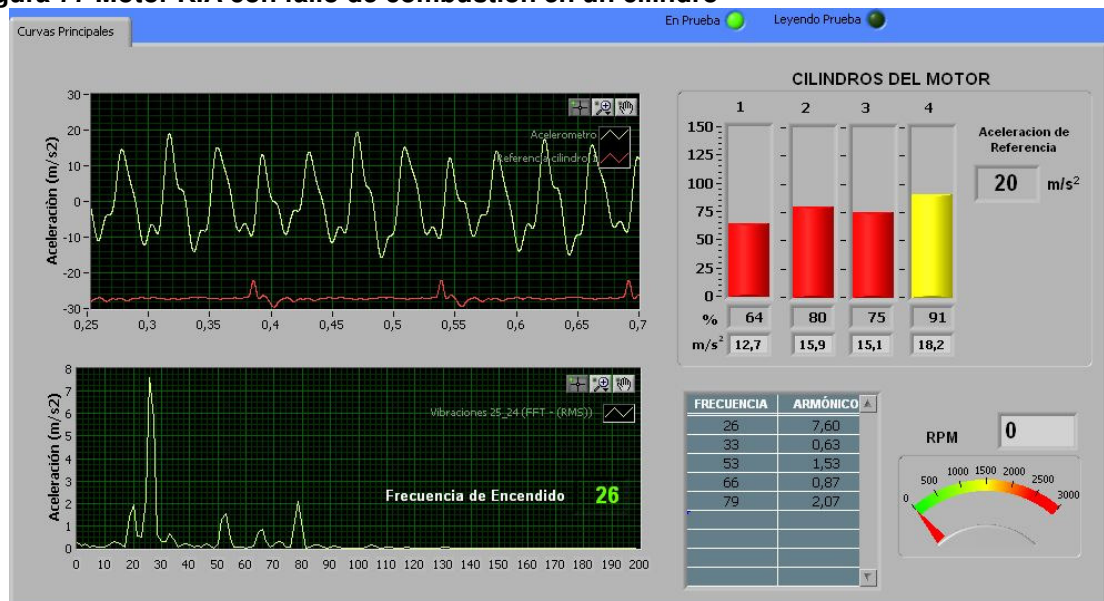 Motor KIA con fallo de combustión en un cilindro
En Prueba Leyendo Prueba
Curvas Principales
30
20
10
0
-10
-20
-30
Aceleración (m/s2)
Acelerometro
Referencia cilindro 1
0,25 0,3 0,35 0,4 0,45 0,5 0,55 0,6 0,65 0,7
8
7
6
5
4
3
2
1
0
Aceleración (m/s2)
Vibraciones 25_24 (FFT - (RMS))
Frecuencia de Encendido 26
0 10 20 30 40 50 60 70 80 90 100 110 120 130 140 150 160 170 180 190 200
CILINDROS DEL MOTOR
1 2 3 4
150
125
100
75
50
25
0
% 64 80 75 91
m/s² 12,7 15,9 15,1 18,2
Aceleracion de
Referencia
20 m/s²
FRECUENCIA ARMÓNICO
26 7,60
33 0,63
53 1,53
66 0,87
79 2,07
RPM 0
0 500 1000 1500 2000 2500 3000